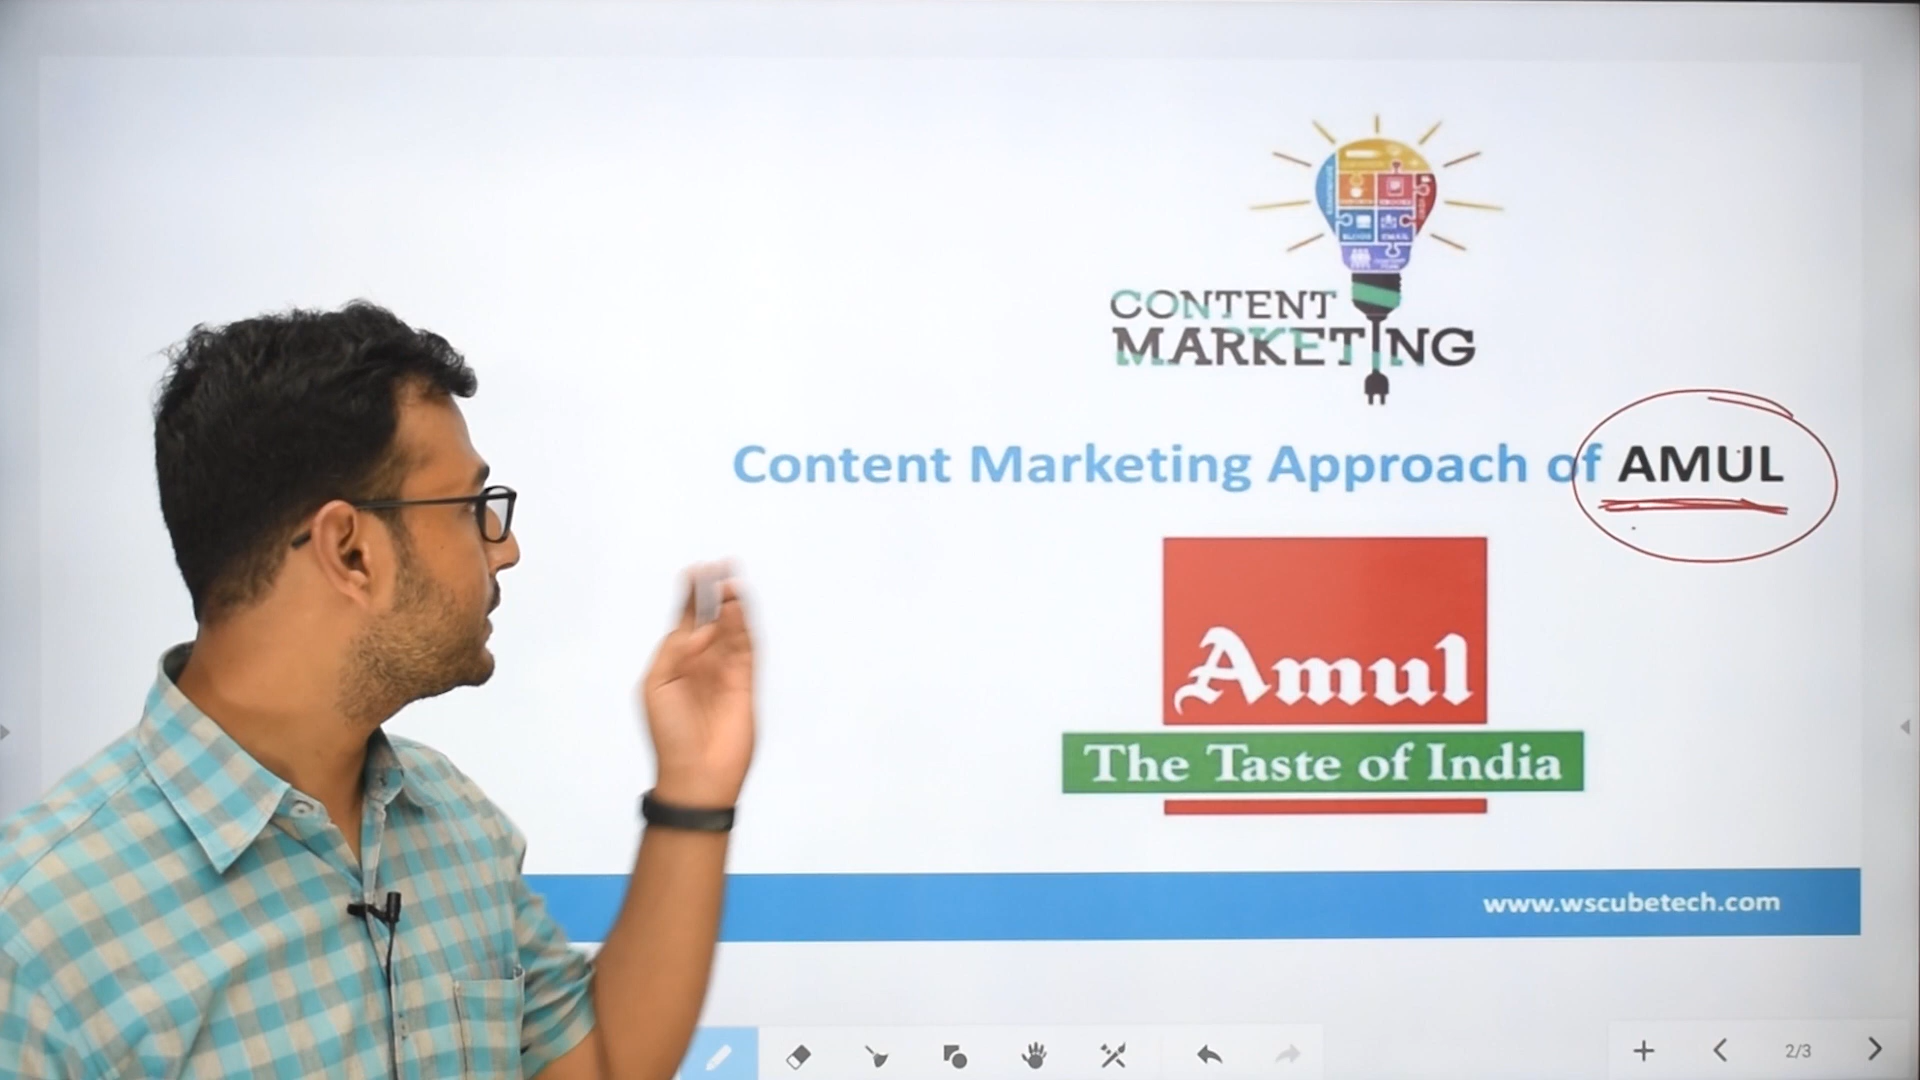 CONTENT
MARKETING
Content Marketing Approach of AMUL
Amul
The Taste of India
www.wscubetech.com
2/3